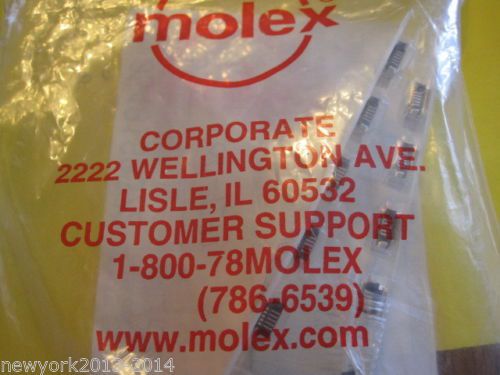 molex
CORPORATE
2222 WELLINGTON AVE.
LISLE, IL 60532
CUSTOMER SUPPORT
1-800-78MOLEX
(786-6539)
www.molex.com
newyork2013-2014